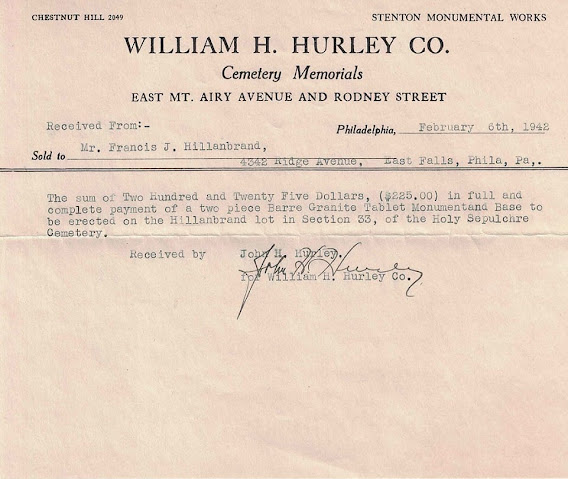 CHESTNUT HILL 2049
STENTON MONUMENTAL WORKS
WILLIAM H. HURLEY CO.
Cemetery Memorials
EAST MT. AIRY AVENUE AND RODNEY STREET
Received From:-
Philadelphia, February 6th, 1942
Mr. Francis J. Hillanbrand,
Sold to
4342 Ridge Avenue, East Falls, Phila, Pa,.
The sum of Two Hundred and Twenty Five Dollars, ($225.00) in full and
complete payment of a two piece Barre Granite Tablet Monumentand Base to
be erected on the Hillanbrand lot in Section 33, of the Holy Sepulchre
Cemetery.
Received by John H. Hurley.
John H. Hurley
for William H. Hurley Co.